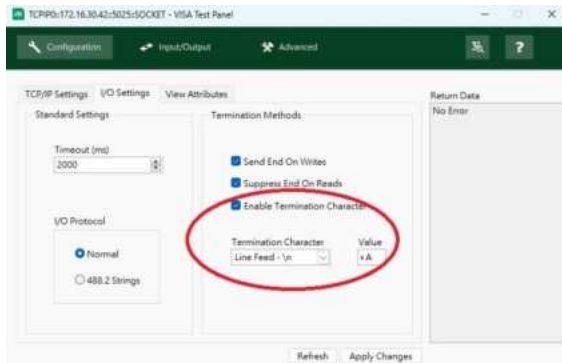 TCPIP0::172.16.30.42::5025::SOCKET - VISA Test Panel
Configuration
Input/Output
Advanced
?
TCP/IP Settings
I/O Settings
View Attributes
Return Data
No Error
Standard Settings
Timeout (ms)
2000
I/O Protocol
Normal
488.2 Strings
Termination Methods
Send End On Writes
Suppress End On Reads
Enable Termination Character
Termination Character
Value
Line Feed - \n
xA
Refresh
Apply Changes